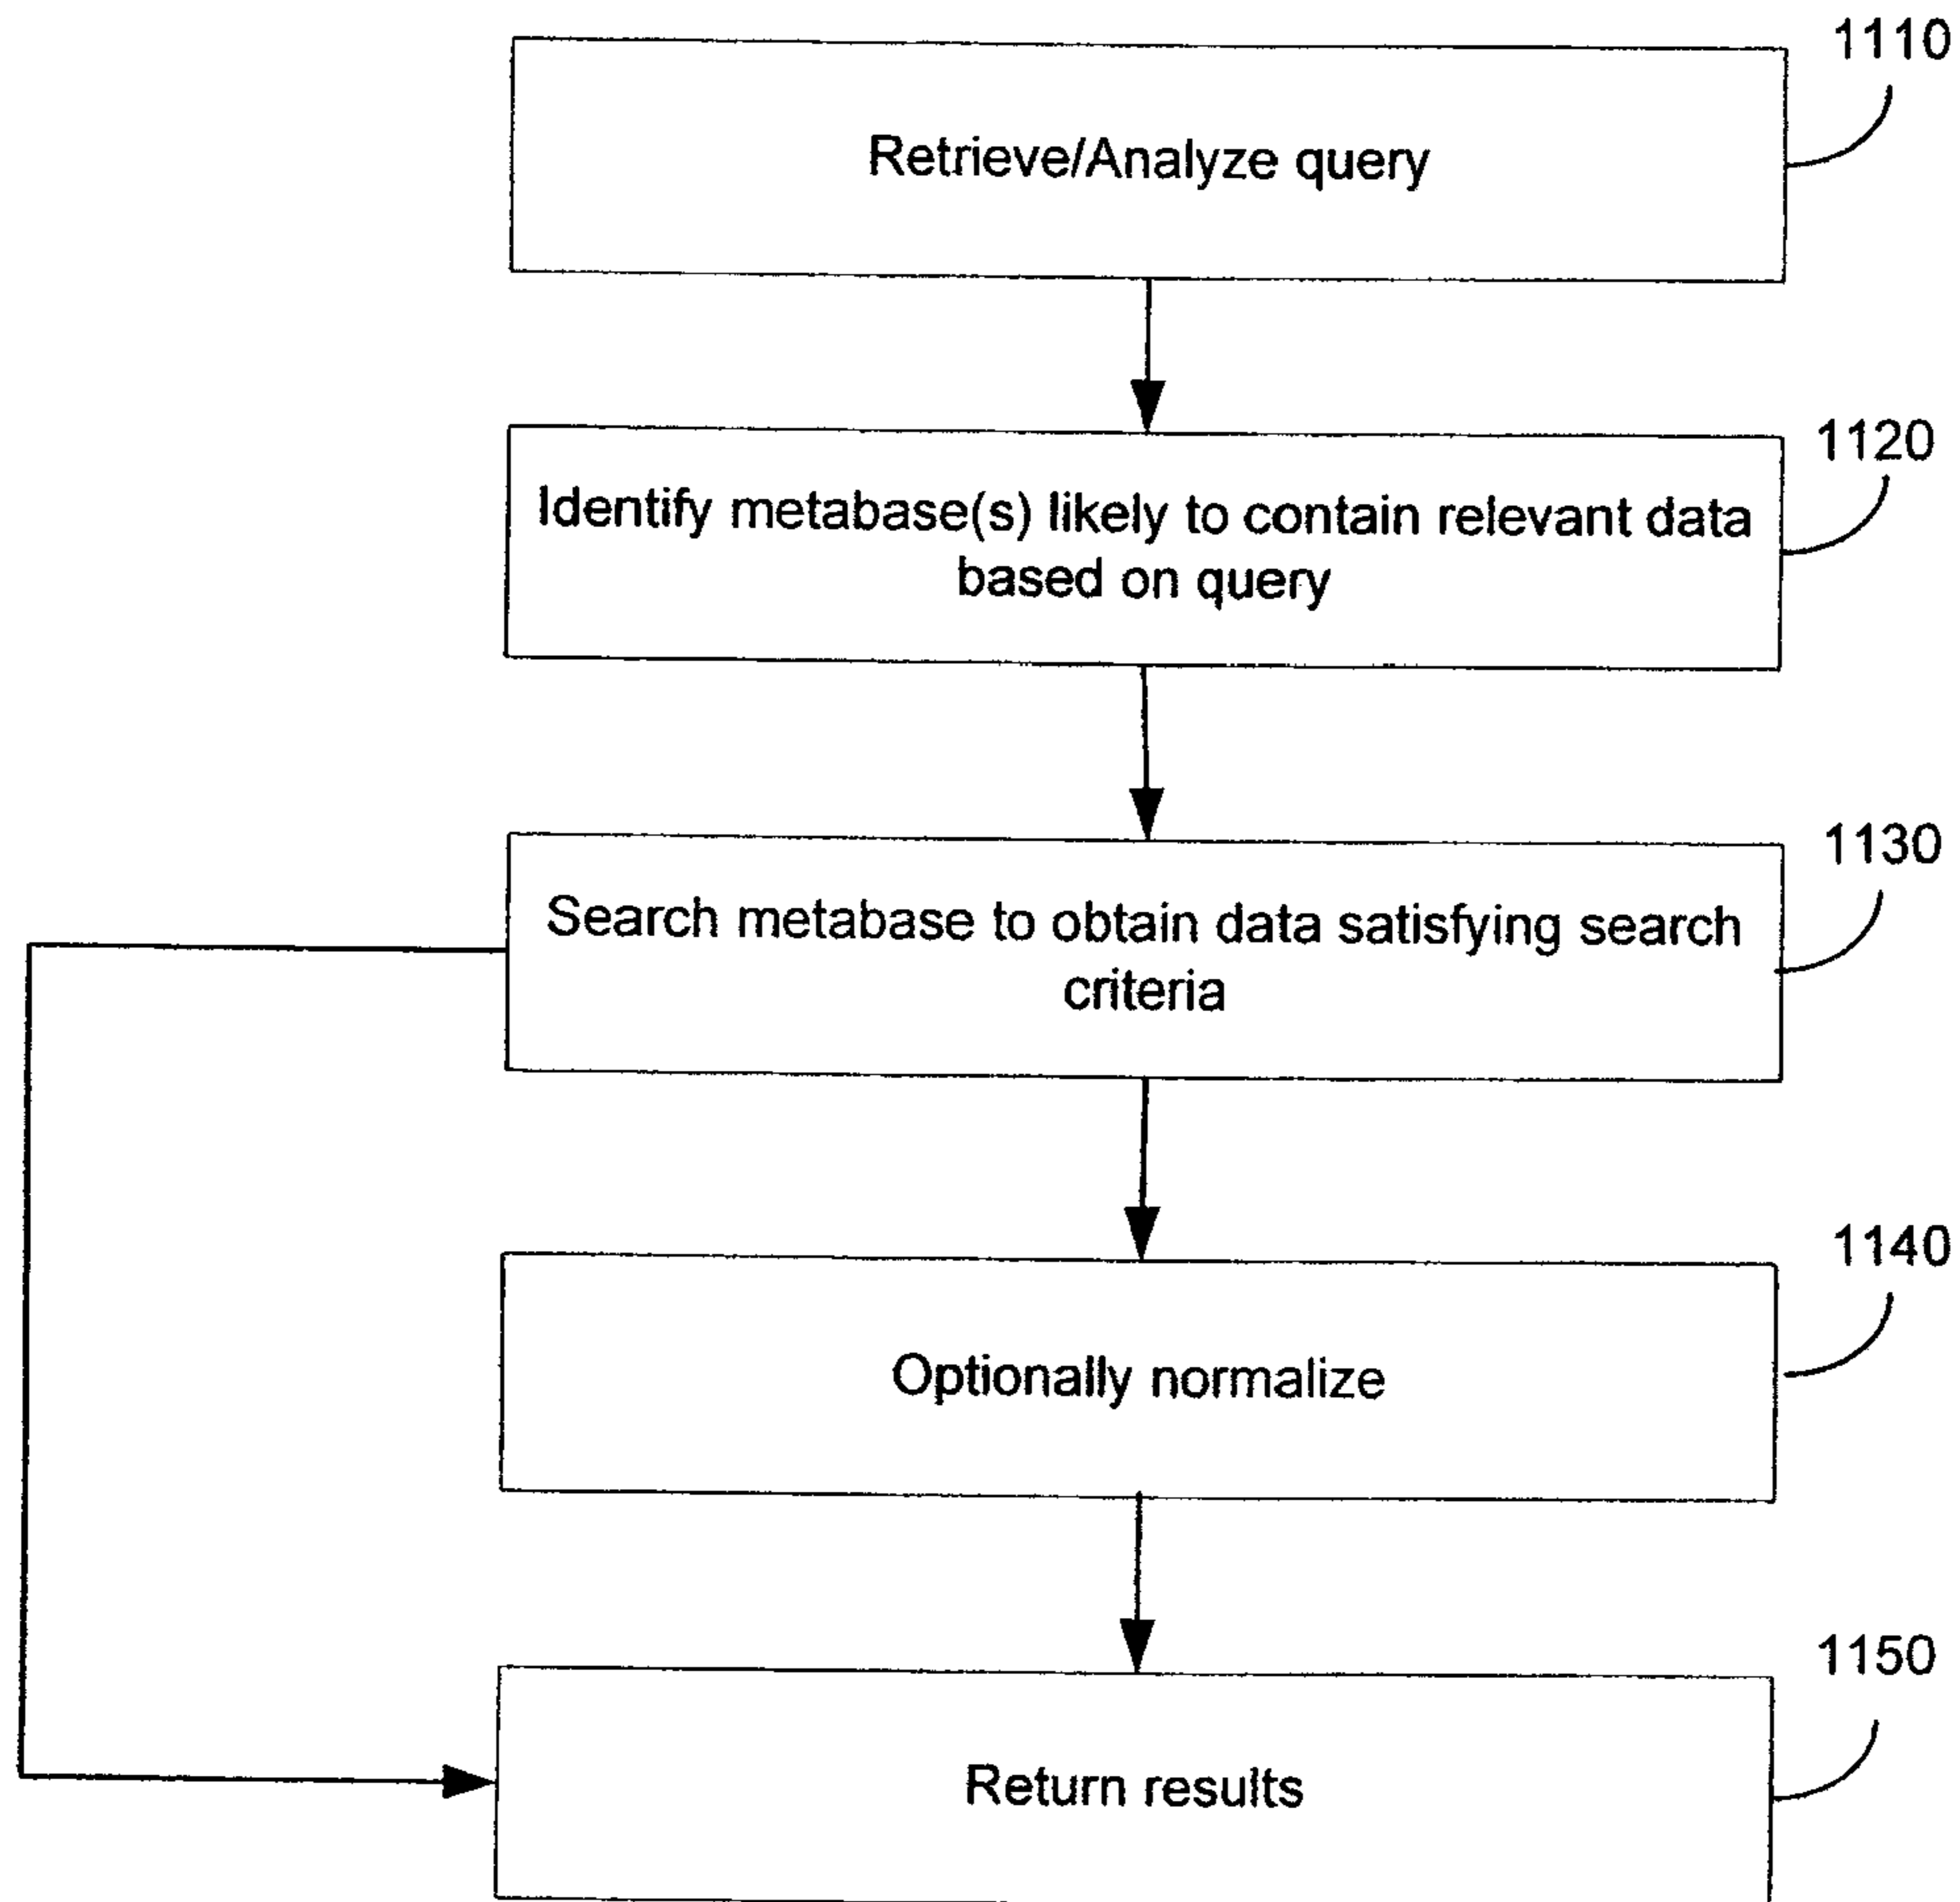 1110
Retrieve/Analyze query
1120
Identify metabase(s) likely to contain relevant data
based on query
1130
Search metabase to obtain data satisfying search
criteria
1140
Optionally normalize
1150
Return results